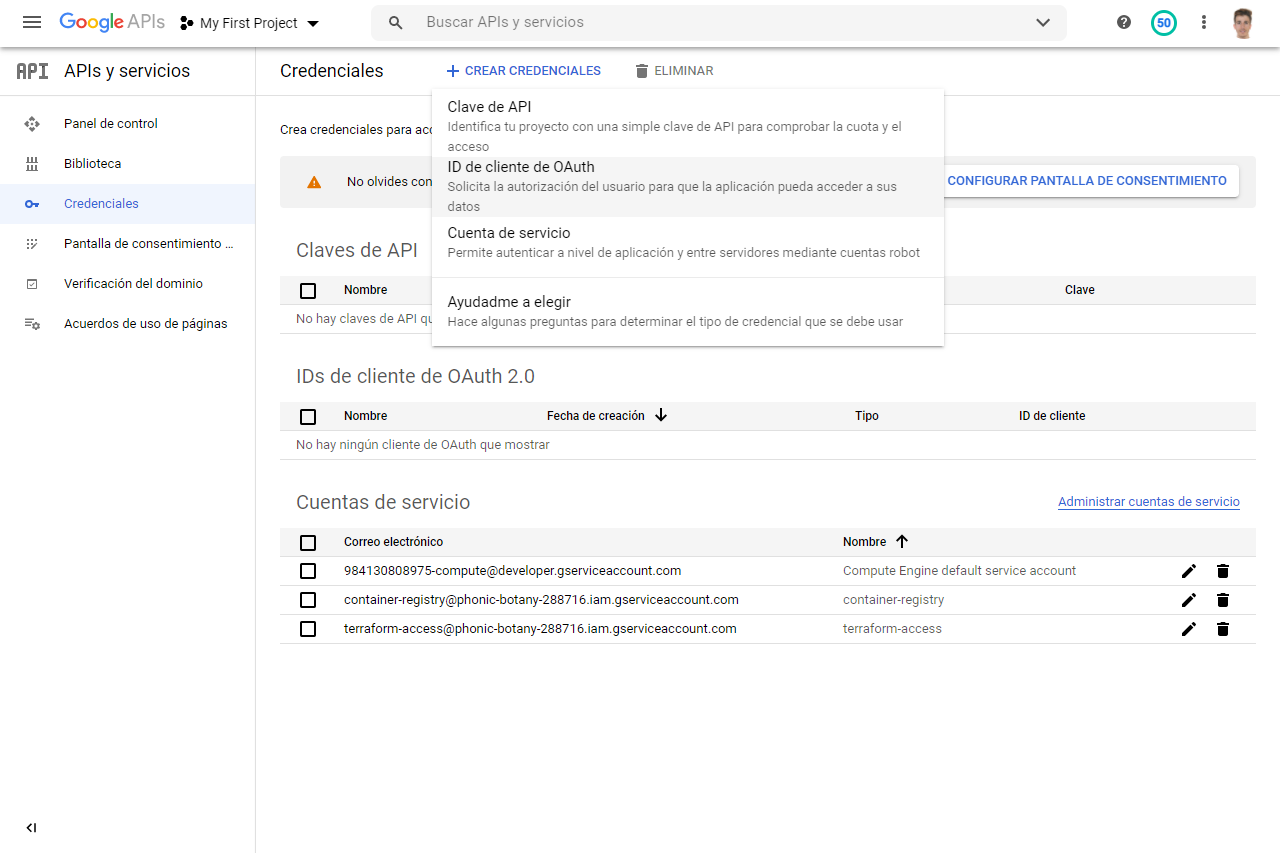 Google APIs
My First Project
Buscar APIs y servicios
50
API
APIs y servicios
Credenciales
CREAR CREDENCIALES
ELIMINAR
Panel de control
Biblioteca
Credenciales
Pantalla de consentimiento ...
Verificación del dominio
Acuerdos de uso de páginas
Crea credenciales para acc
Clave de API
Identifica tu proyecto con una simple clave de API para comprobar la cuota y el
acceso
ID de cliente de OAuth
Solicita la autorización del usuario para que la aplicación pueda acceder a sus
datos
Cuenta de servicio
Permite autenticar a nivel de aplicación y entre servidores mediante cuentas robot
Ayudadme a elegir
Hace algunas preguntas para determinar el tipo de credencial que se debe usar
No olvides con
CONFIGURAR PANTALLA DE CONSENTIMIENTO
Claves de API
Nombre
Clave
No hay claves de API qu
IDs de cliente de OAuth 2.0
Nombre Fecha de creación Tipo ID de cliente
No hay ningún cliente de OAuth que mostrar
Cuentas de servicio
Administrar cuentas de servicio
Correo electrónico Nombre
984130808975-compute@developer.gserviceaccount.com Compute Engine default service account
container-registry@phonic-botany-288716.iam.gserviceaccount.com container-registry
terraform-access@phonic-botany-288716.iam.gserviceaccount.com terraform-access